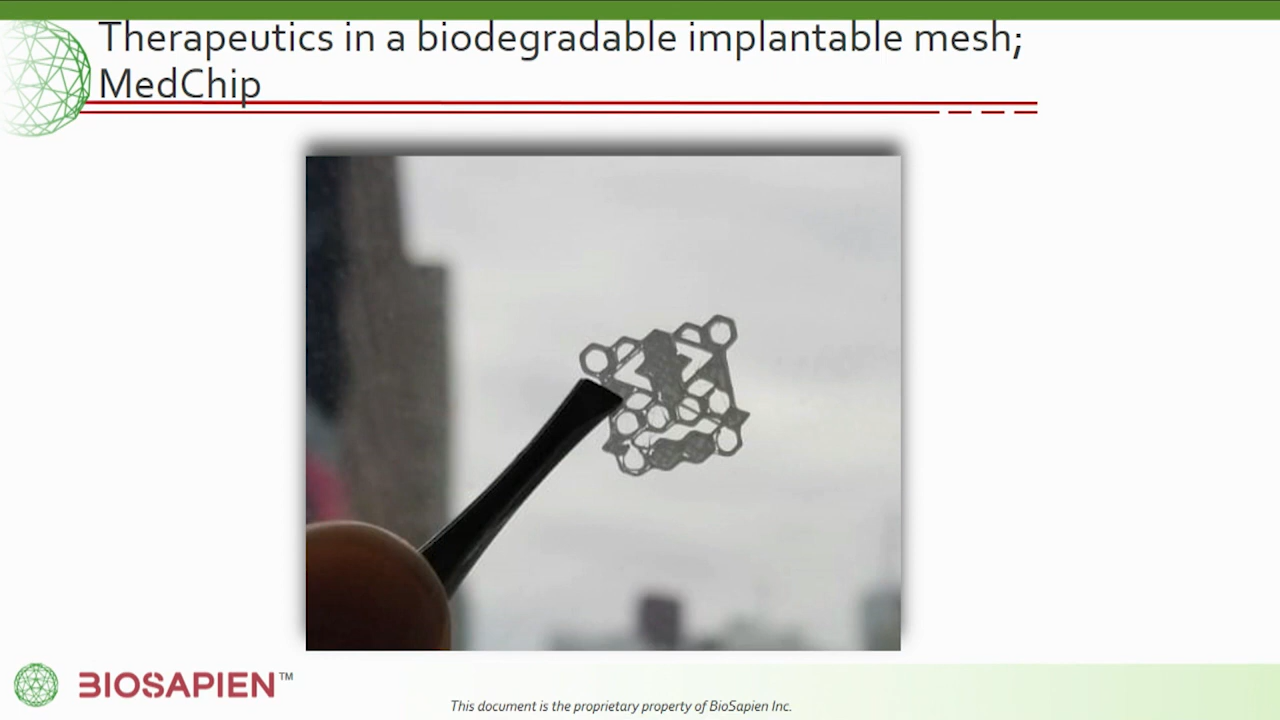 Therapeutics in a biodegradable implantable mesh;
MedChip
BIOSAPIEN™
This document is the proprietary property of BioSapien Inc.